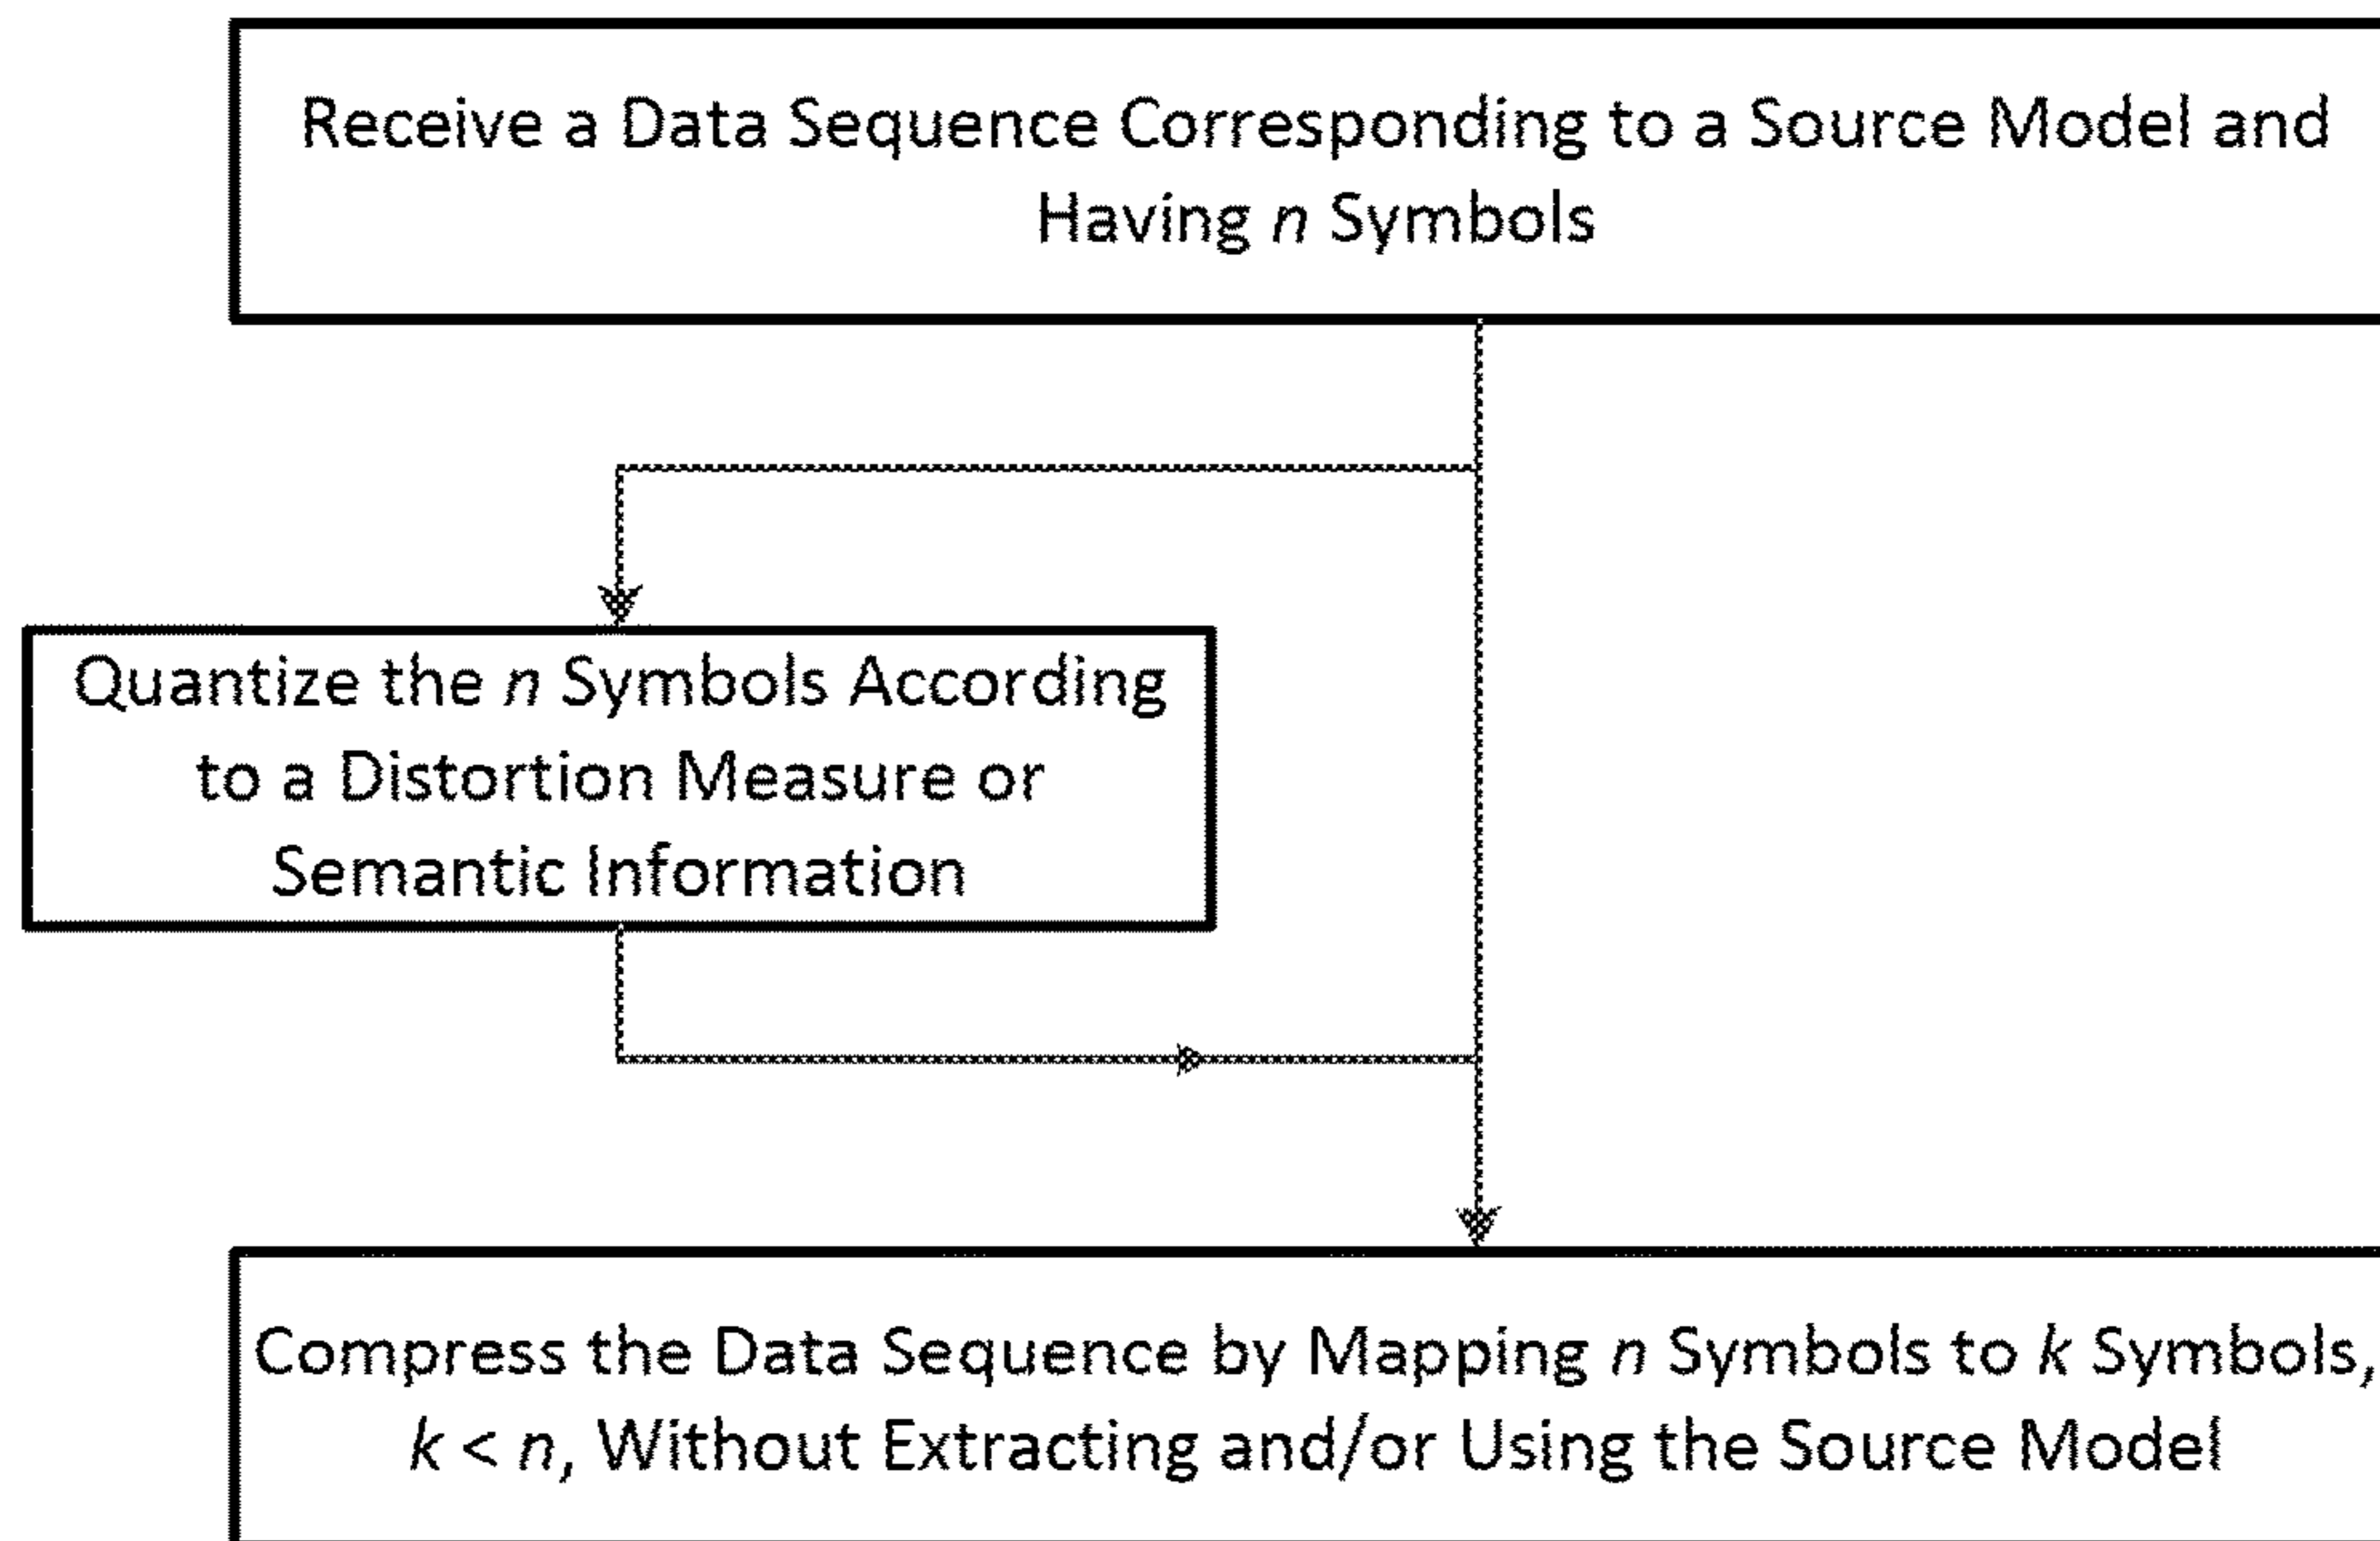 Receive a Data Sequence Corresponding to a Source Model and
Having n Symbols
Quantize the n Symbols According
to a Distortion Measure or
Semantic Information
Compress the Data Sequence by Mapping n Symbols to k Symbols,
k < n, Without Extracting and/or Using the Source Model